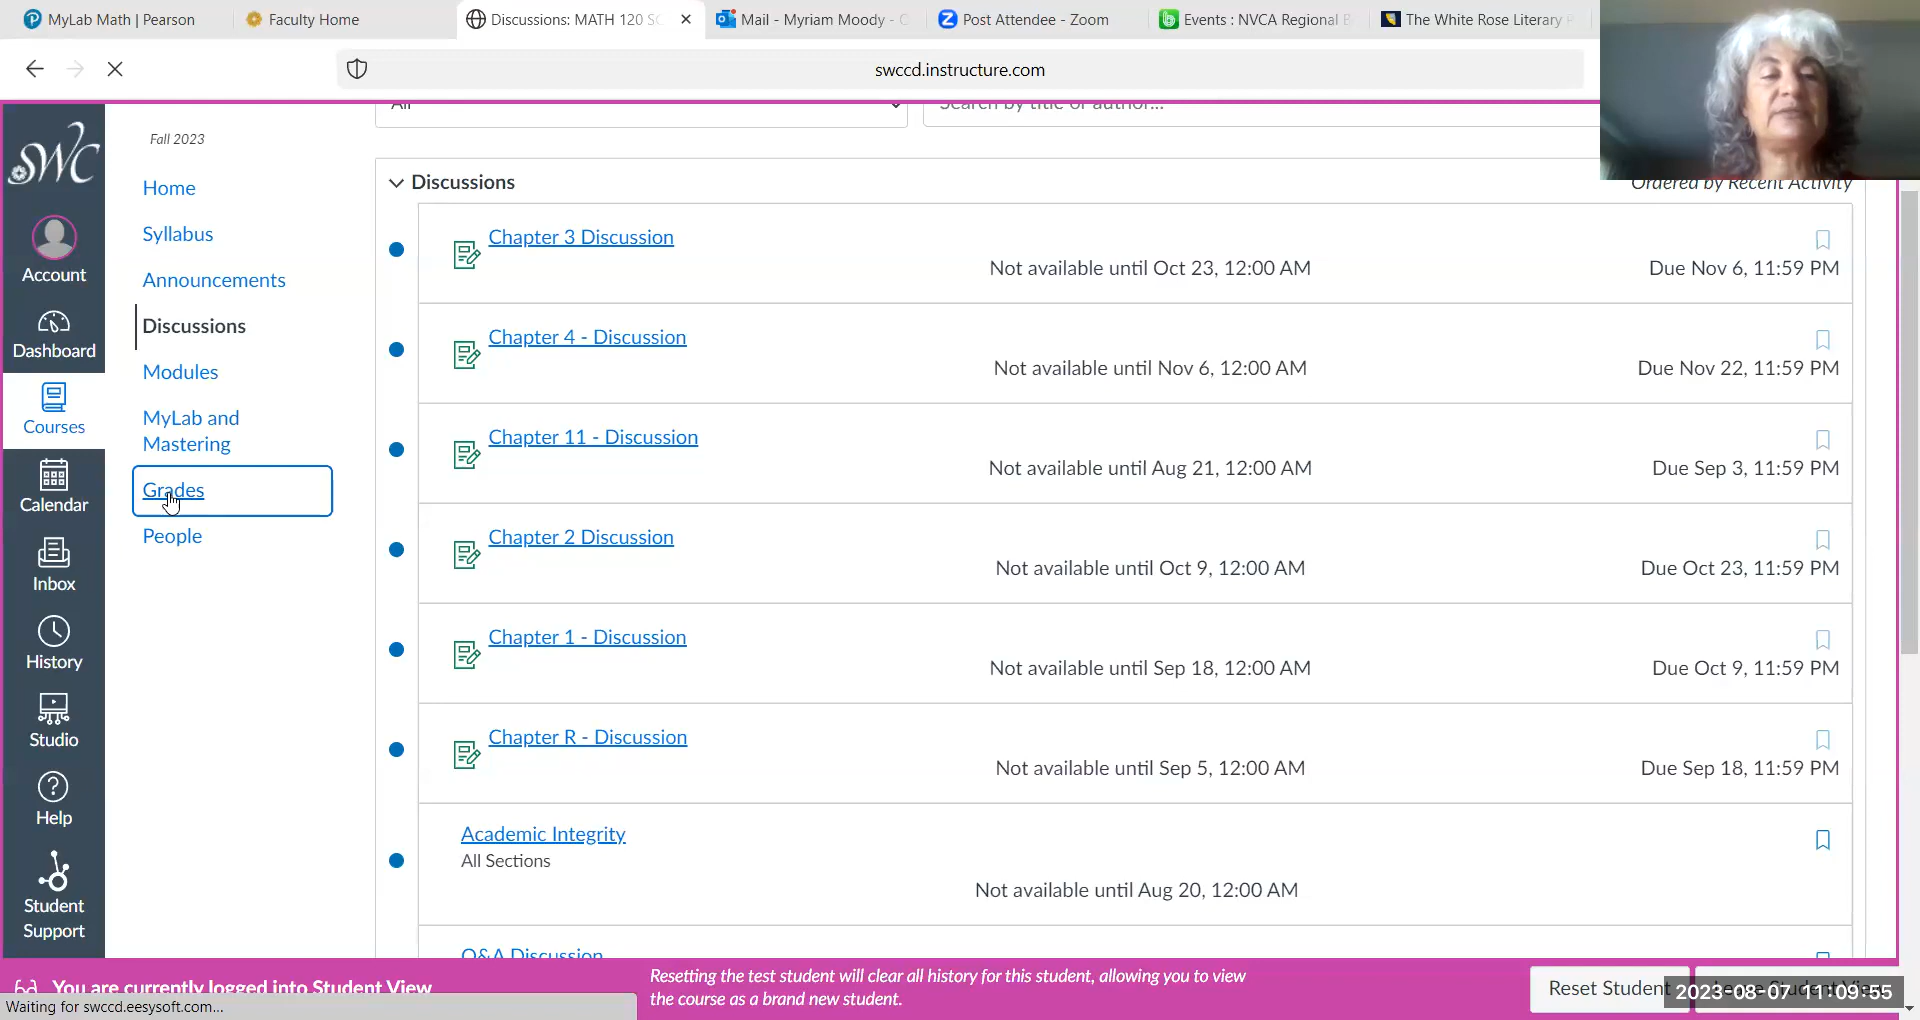 MyLab Math | Pearson
Faculty Home
Discussions: MATH 120 SC
Mail - Myriam Moody -
Post Attendee - Zoom
Events : NVCA Regional
The White Rose Literary
swccd.instructure.com
All
Search by title or author...
SWC
Account
Dashboard
Courses
Calendar
Inbox
History
Studio
Help
Student
Support
Fall 2023
Home
Syllabus
Announcements
Discussions
Modules
MyLab and
Mastering
Grades
People
Discussions
Ordered by Recent Activity
Chapter 3 Discussion
Not available until Oct 23, 12:00 AM
Due Nov 6, 11:59 PM
Chapter 4 - Discussion
Not available until Nov 6, 12:00 AM
Due Nov 22, 11:59 PM
Chapter 11 - Discussion
Not available until Aug 21, 12:00 AM
Due Sep 3, 11:59 PM
Chapter 2 Discussion
Not available until Oct 9, 12:00 AM
Due Oct 23, 11:59 PM
Chapter 1 - Discussion
Not available until Sep 18, 12:00 AM
Due Oct 9, 11:59 PM
Chapter R - Discussion
Not available until Sep 5, 12:00 AM
Due Sep 18, 11:59 PM
Academic Integrity
All Sections
Not available until Aug 20, 12:00 AM
Q&A Discussion
You are currently logged into Student View
Resetting the test student will clear all history for this student, allowing you to view
the course as a brand new student.
Reset Student
2023-08-07 11:09:55
Waiting for swccd.eesysoft.com...